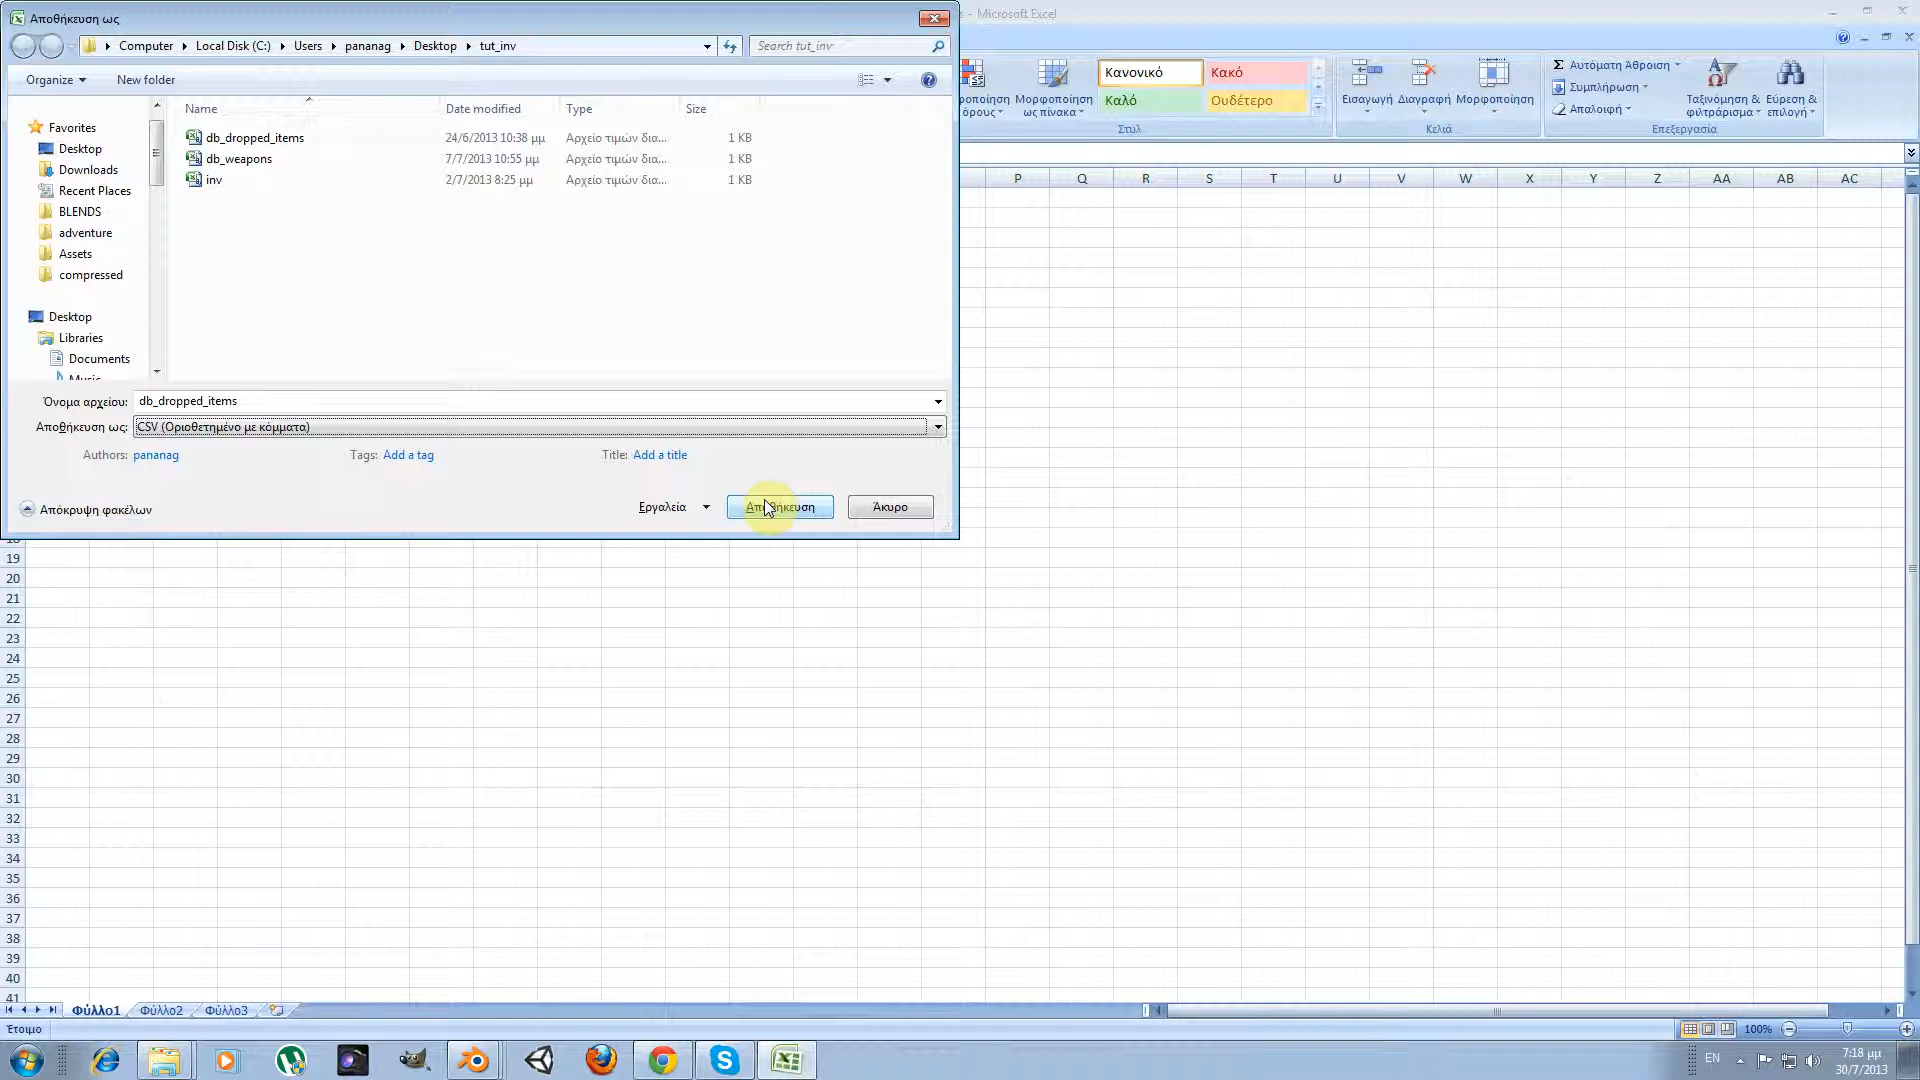 Αποθήκευση ως
s - Microsoft Excel
Computer Local Disk (C:) Users pananag Desktop tut_inv
Search tut_inv
Organize New folder
Name Date modified Type Size
Favorites
Desktop
Downloads
Recent Places
BLENDS
adventure
Assets
compressed
Desktop
Libraries
Documents
Music
db_dropped_items 24/6/2013 10:38 μμ Αρχείο τιμών δια... 1 KB
db_weapons 7/7/2013 10:55 μμ Αρχείο τιμών δια... 1 KB
inv 2/7/2013 8:25 μμ Αρχείο τιμών δια... 1 KB
Όνομα αρχείου: db_dropped_items
Αποθήκευση ως: CSV (Οριοθετημένο με κόμματα)
Authors: pananag Tags: Add a tag Title: Add a title
Απόκρυψη φακέλων Εργαλεία Αποθήκευση Άκυρο
Κανονικό Κακό
Καλό Ουδέτερο
Μορφοποίηση ως πίνακα
Στυλ
Εισαγωγή Διαγραφή Μορφοποίηση
Κελιά
Σ Αυτόματη Άθροιση
Συμπλήρωση
Απαλοιφή
Ταξινόμηση & φιλτράρισμα
Εύρεση & επιλογή
Επεξεργασία
P Q R S T U V W X Y Z AA AB AC
19
20
21
22
23
24
25
26
27
28
29
30
31
32
33
34
35
36
37
38
39
40
41
Φύλλο1 Φύλλο2 Φύλλο3
Έτοιμο 100%
EN 7:18 μμ
30/7/2013